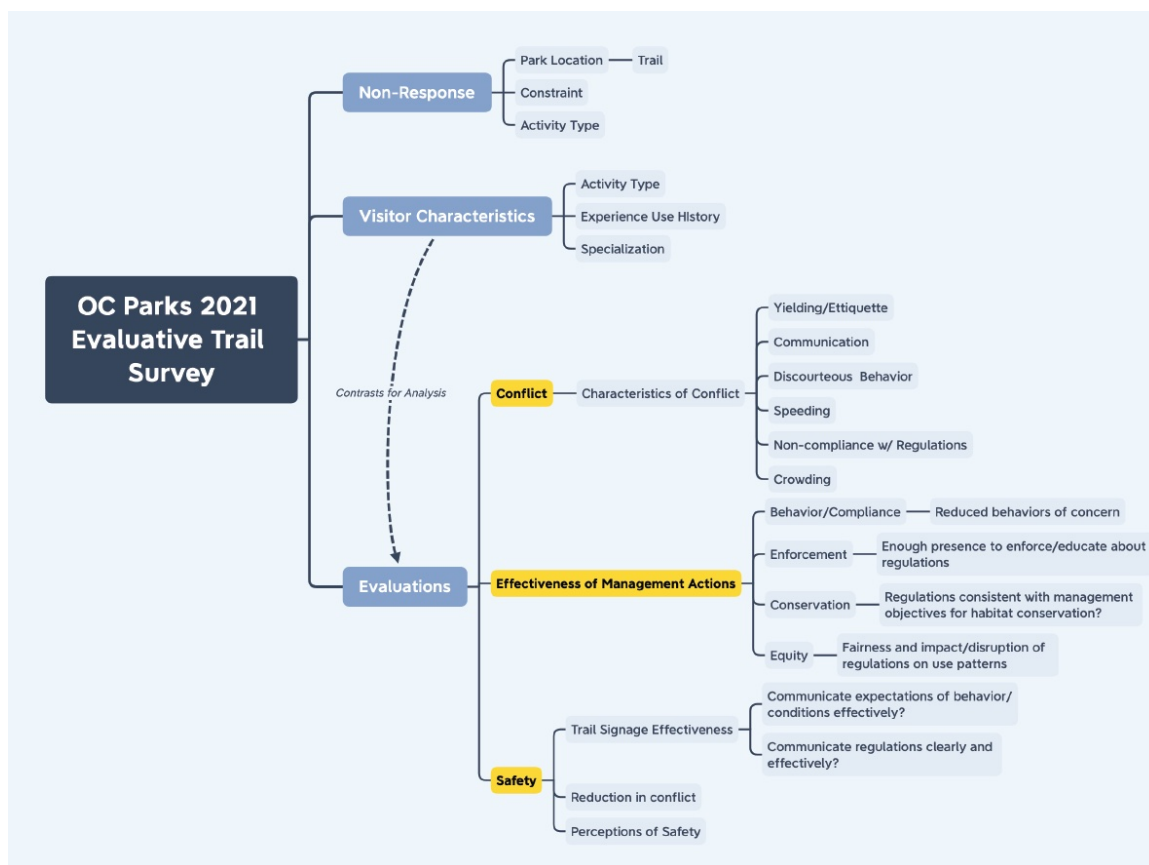 Park Location
Trail
Non-Response
Constraint
Activity Type
Activity Type
Visitor Characteristics
Experience Use HIstory
Specialization
OC Parks 2021
Evaluative Trail
Survey
Contrasts for Analysis
Evaluations
Conflict
Characteristics of Conflict
Yielding/Ettiquette
Communication
Discourteous Behavior
Speeding
Non-compliance w/ Regulations
Crowding
Effectiveness of Management Actions
Behavior/Compliance
Reduced behaviors of concern
Enforcement
Enough presence to enforce/educate about
regulations
Conservation
Regulations consistent with management
objectives for habitat conservation?
Equity
Fairness and impact/disruption of
regulations on use patterns
Safety
Trail Signage Effectiveness
Communicate expectations of behavior/
conditions effectively?
Communicate regulations clearly and
effectively?
Reduction in conflict
Perceptions of Safety